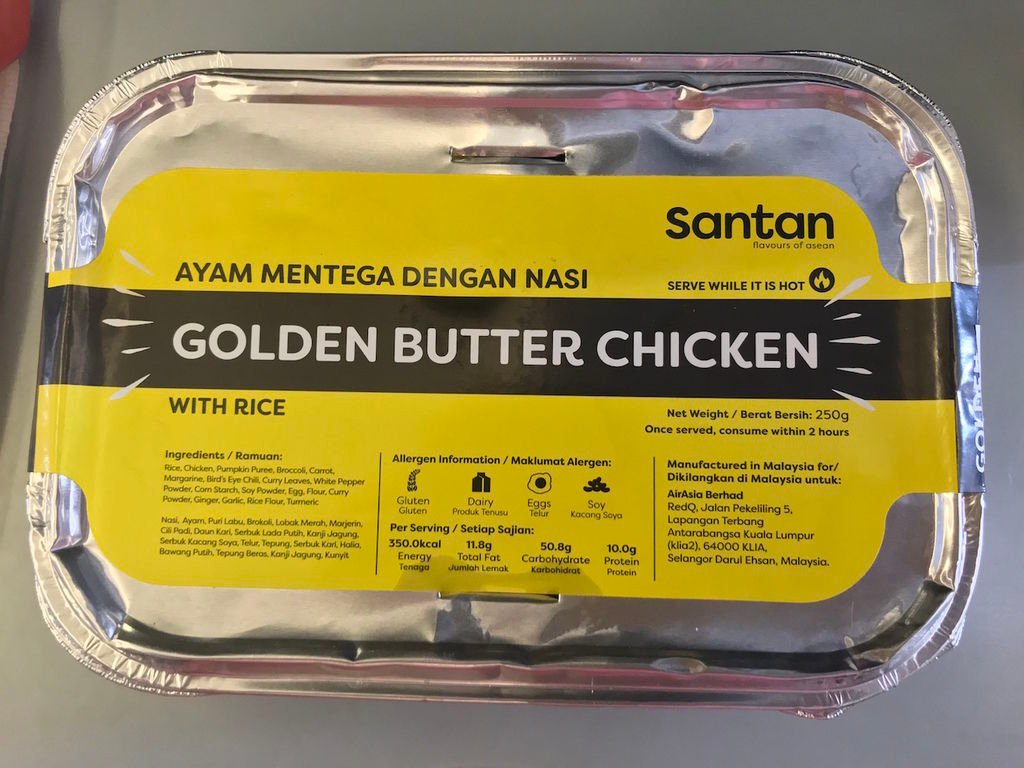 santan
flavours of asean
AYAM MENTEGA DENGAN NASI
SERVE WHILE IT IS HOT
GOLDEN BUTTER CHICKEN
WITH RICE
Net Weight / Berat Bersih: 250g
Once served, consume within 2 hours
Ingredients / Ramuan:
Rice, Chicken, Pumpkin Puree, Broccoli, Carrot,
Margarine, Bird's Eye Chili, Curry Leaves, White Pepper
Powder, Corn Starch, Soy Powder, Egg, Flour, Curry
Powder, Ginger, Garlic, Rice Flour, Turmeric
Nasi, Ayam, Puri Labu, Brokoli, Lobak Merah, Marjerin,
Cili Padi, Daun Kari, Serbuk Lada Putih, Kanji Jagung,
Serbuk Kacang Soya, Telur, Tepung, Serbuk Kari, Halia,
Bawang Putih, Tepung Beras, Kanji Jagung, Kunyit
Allergen Information / Maklumat Alergen:
Gluten Dairy Eggs Soy
Gluten Produk Tenusu Telur Kacang Soya
Per Serving / Setiap Sajian:
350.0kcal 11.8g 50.8g 10.0g
Energy Total Fat Carbohydrate Protein
Tenaga Jumlah Lemak Karbohidrat Protein
Manufactured in Malaysia for/
Dikilangkan di Malaysia untuk:
AirAsia Berhad
RedQ, Jalan Pekeliling 5,
Lapangan Terbang
Antarabangsa Kuala Lumpur
(klia2), 64000 KLIA,
Selangor Darul Ehsan, Malaysia.